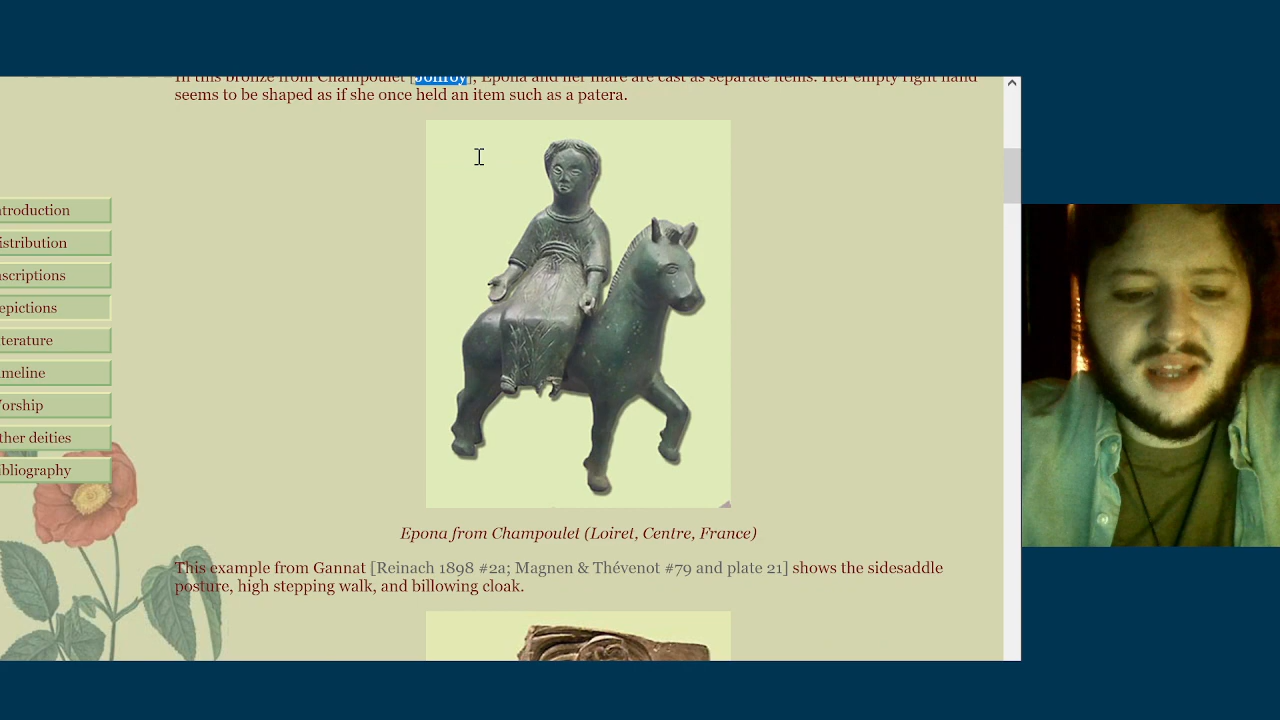 In this bronze from Champoulet [Jonroy], Epona and her mare are cast as separate items. Her empty right hand
seems to be shaped as if she once held an item such as a patera.
ntroduction
istribution
nscriptions
epictions
terature
meline
orship
ther deities
bliography
Epona from Champoulet (Loiret, Centre, France)
This example from Gannat [Reinach 1898 #2a; Magnen & Thévenot #79 and plate 21] shows the sidesaddle
posture, high stepping walk, and billowing cloak.